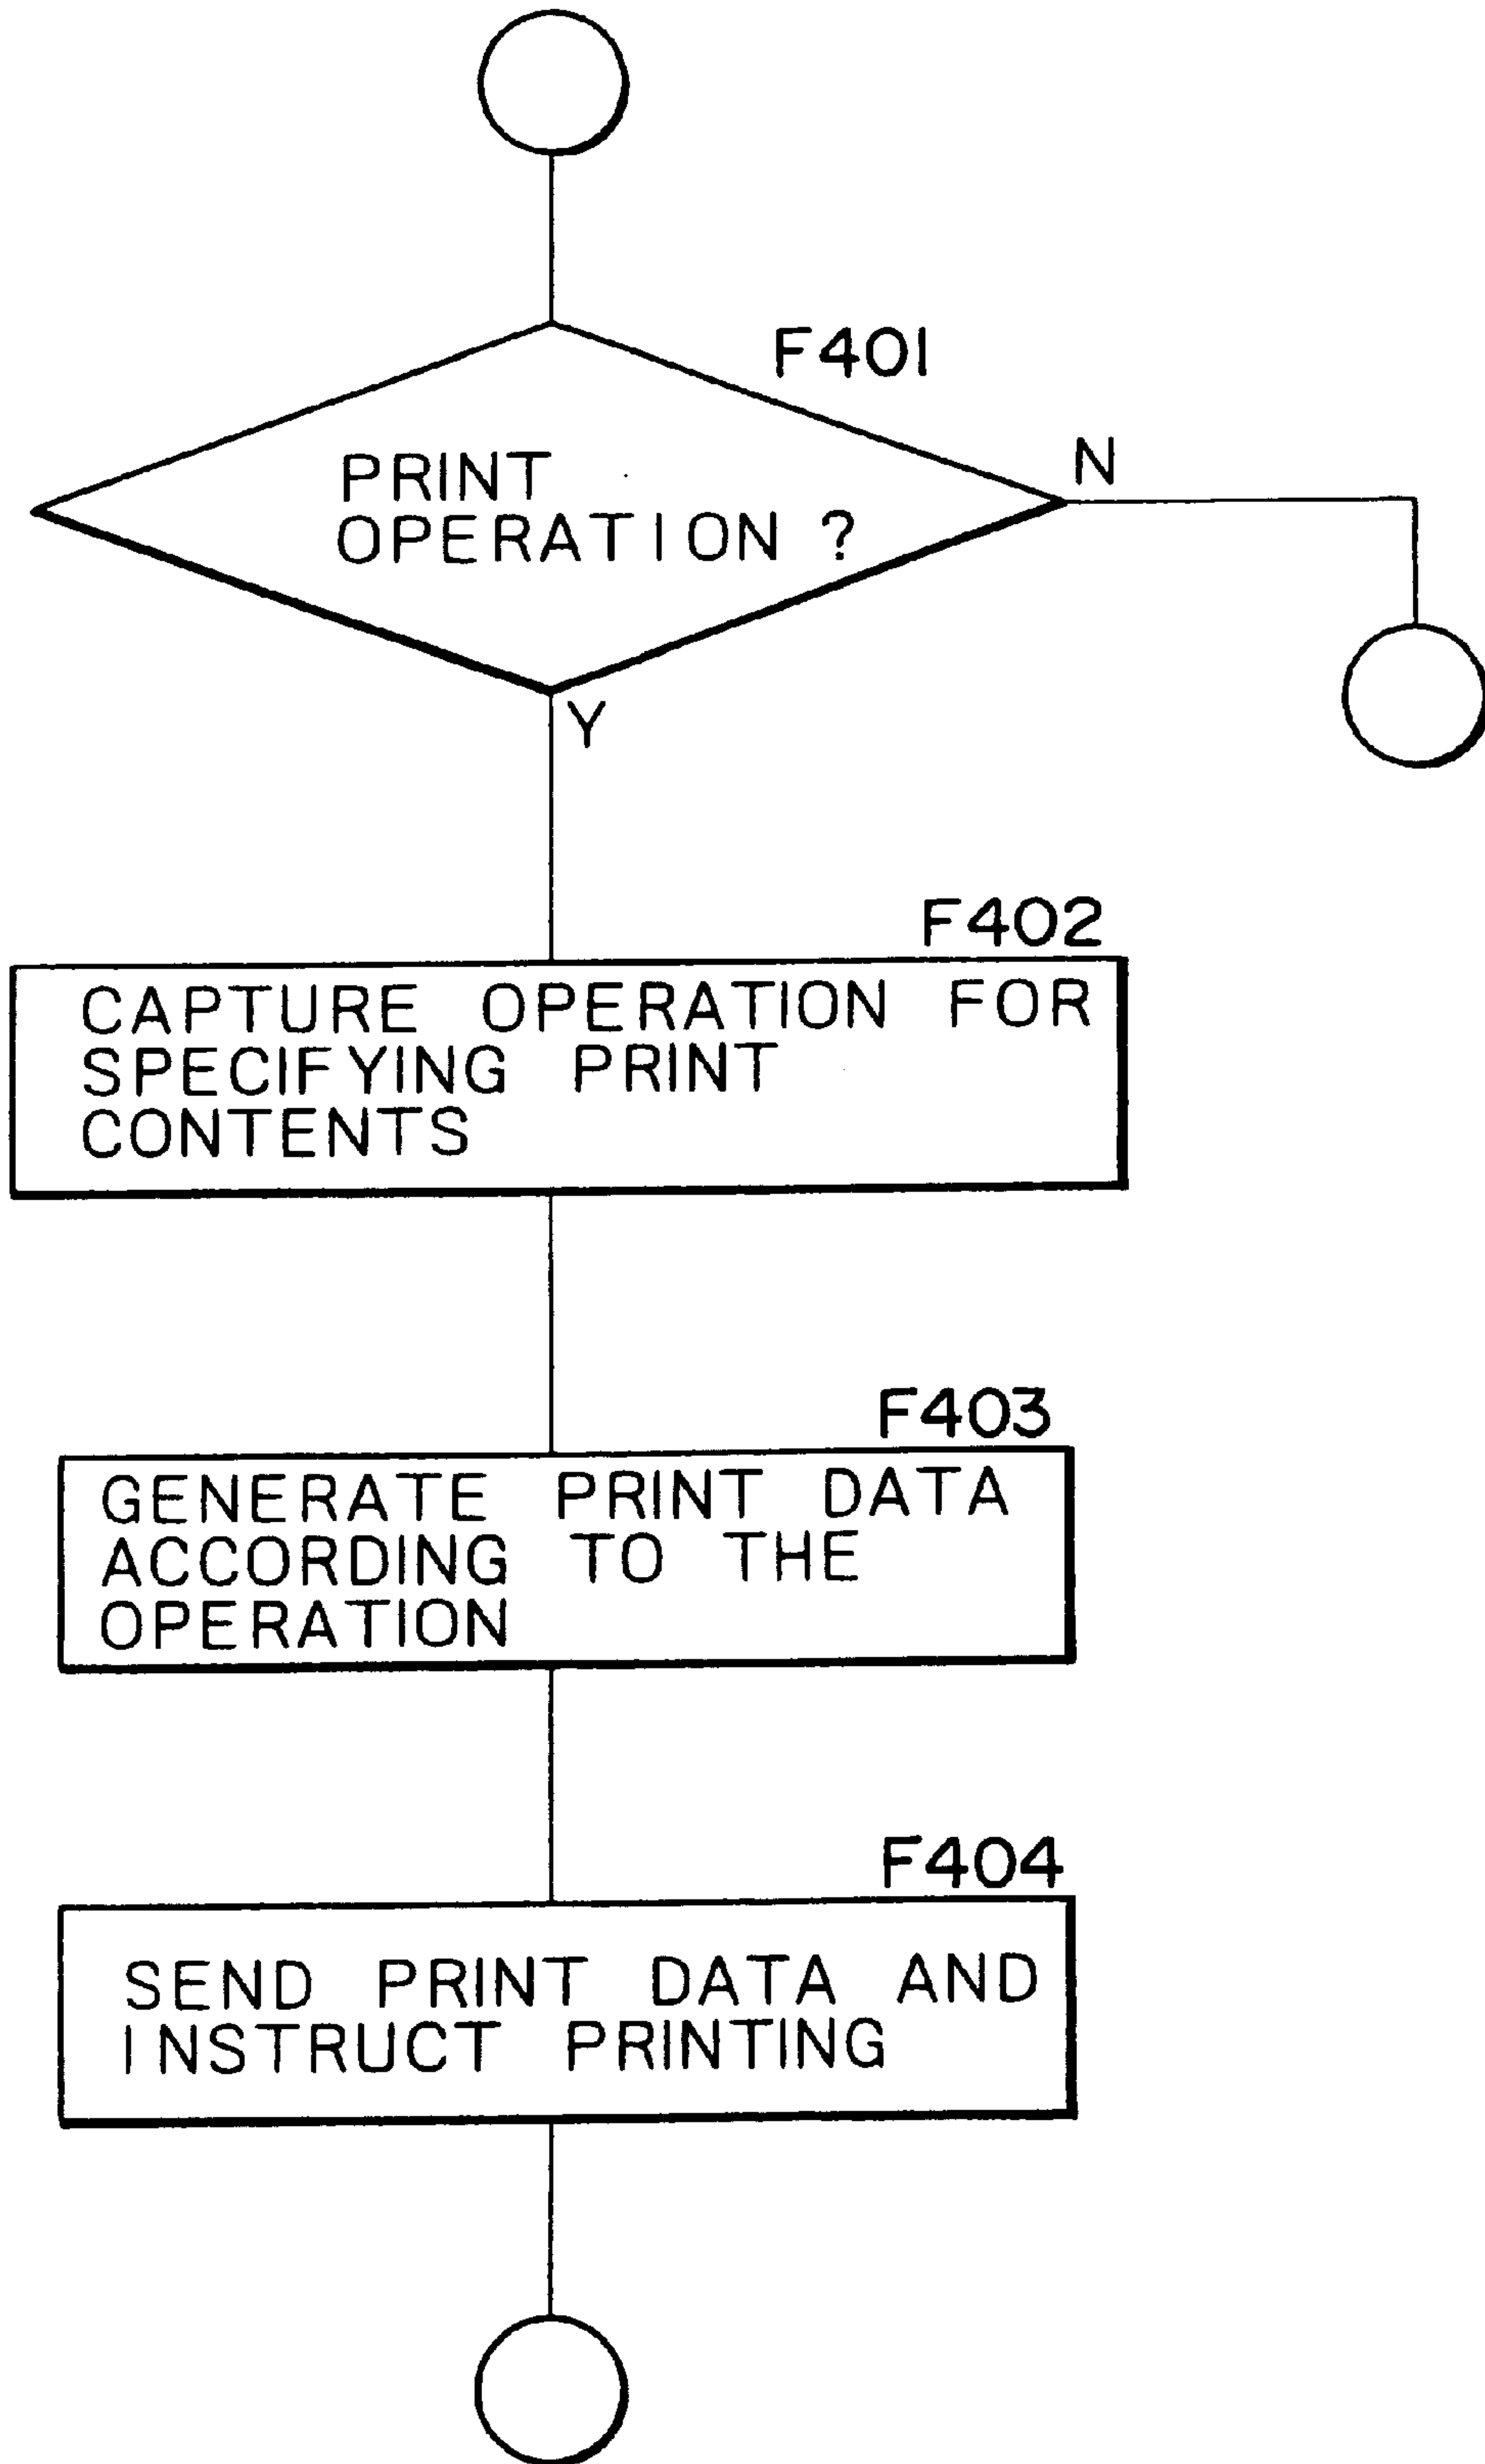 F401
PRINT
OPERATION ?
N
Y
F402
CAPTURE OPERATION FOR
SPECIFYING PRINT
CONTENTS
F403
GENERATE PRINT DATA
ACCORDING TO THE
OPERATION
F404
SEND PRINT DATA AND
INSTRUCT PRINTING